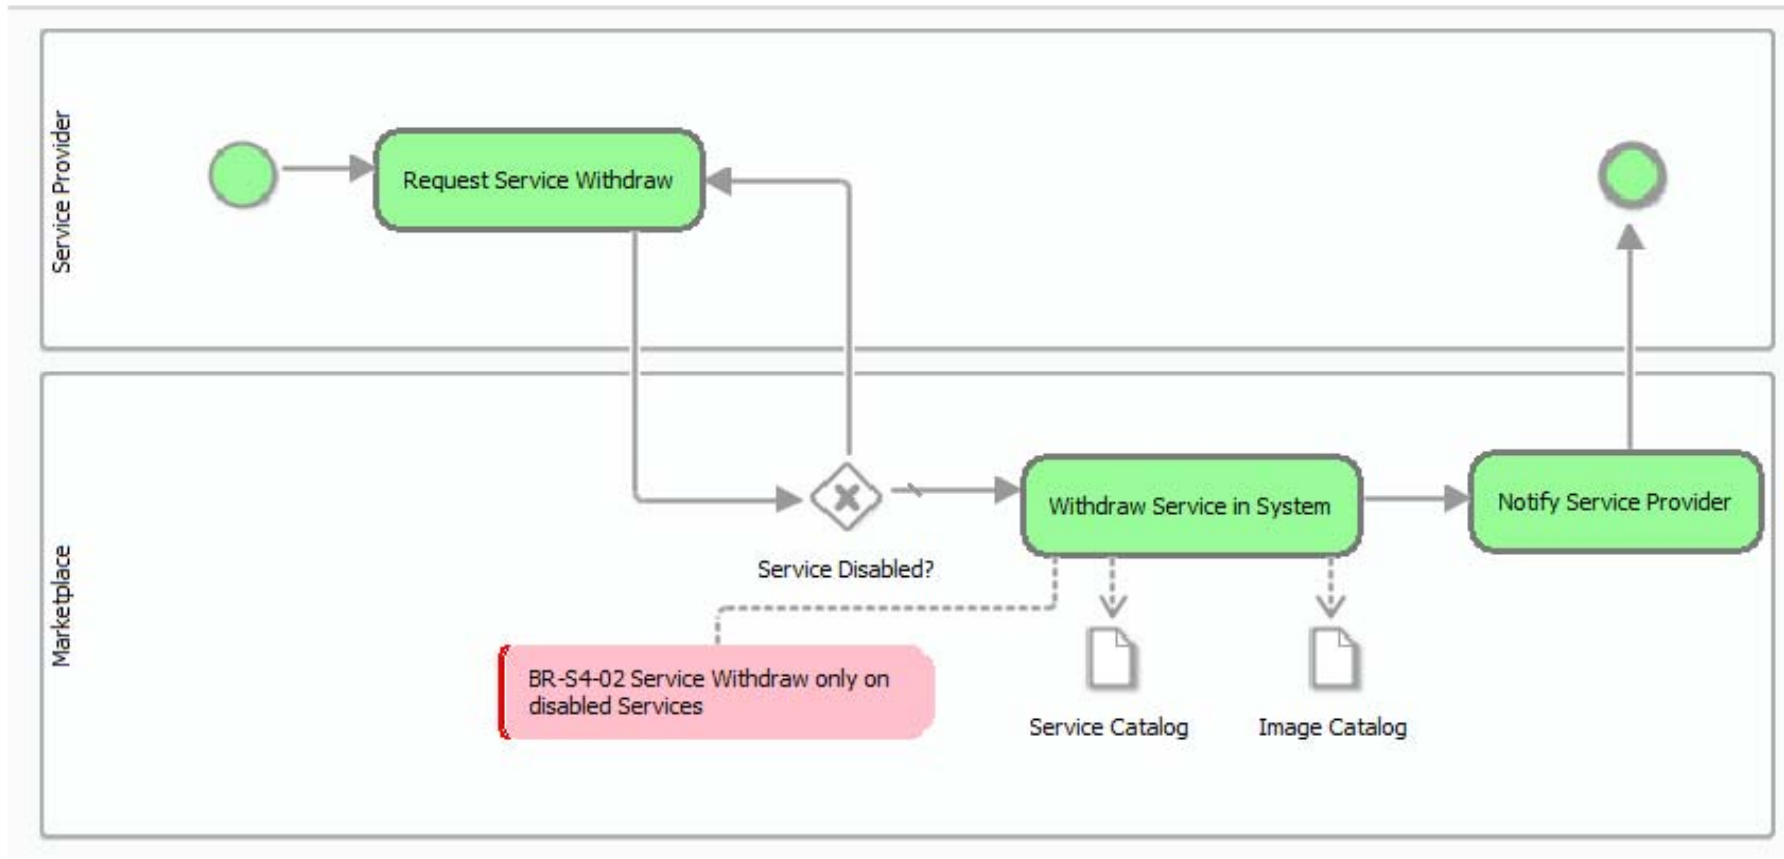 Service Provider
Request Service Withdraw
Marketplace
Service Disabled?
Withdraw Service in System
Notify Service Provider
BR-S4-02 Service Withdraw only on
disabled Services
Service Catalog
Image Catalog